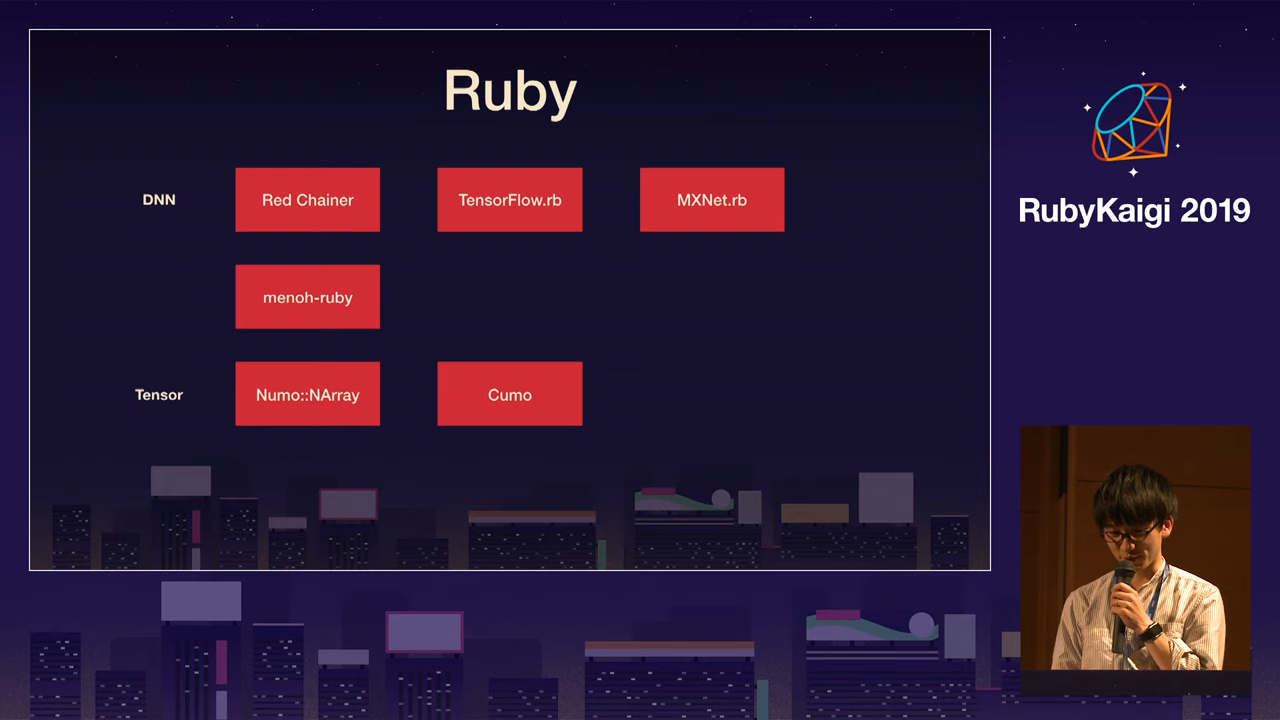 Ruby
DNN
Red Chainer
TensorFlow.rb
MXNet.rb
menoh-ruby
Tensor
Numo::NArray
Cumo
RubyKaigi 2019